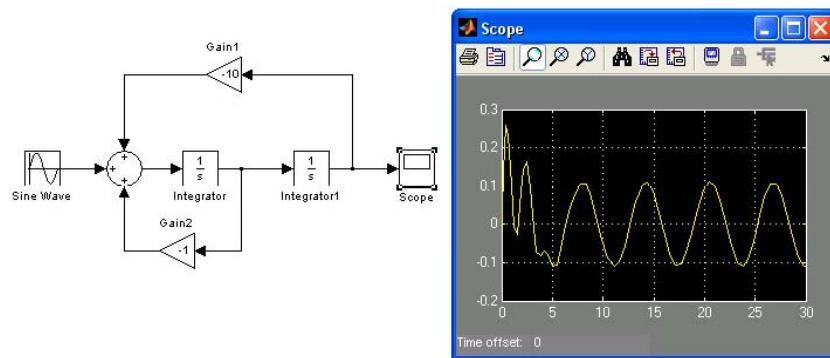 Gain1
-10
+
+
+
1
s
1
s
Sine Wave
Integrator
Integrator1
Scope
Gain2
-1
Scope
0.3
0.2
0.1
0
-0.1
-0.2
0 5 10 15 20 25 30
Time offset: 0